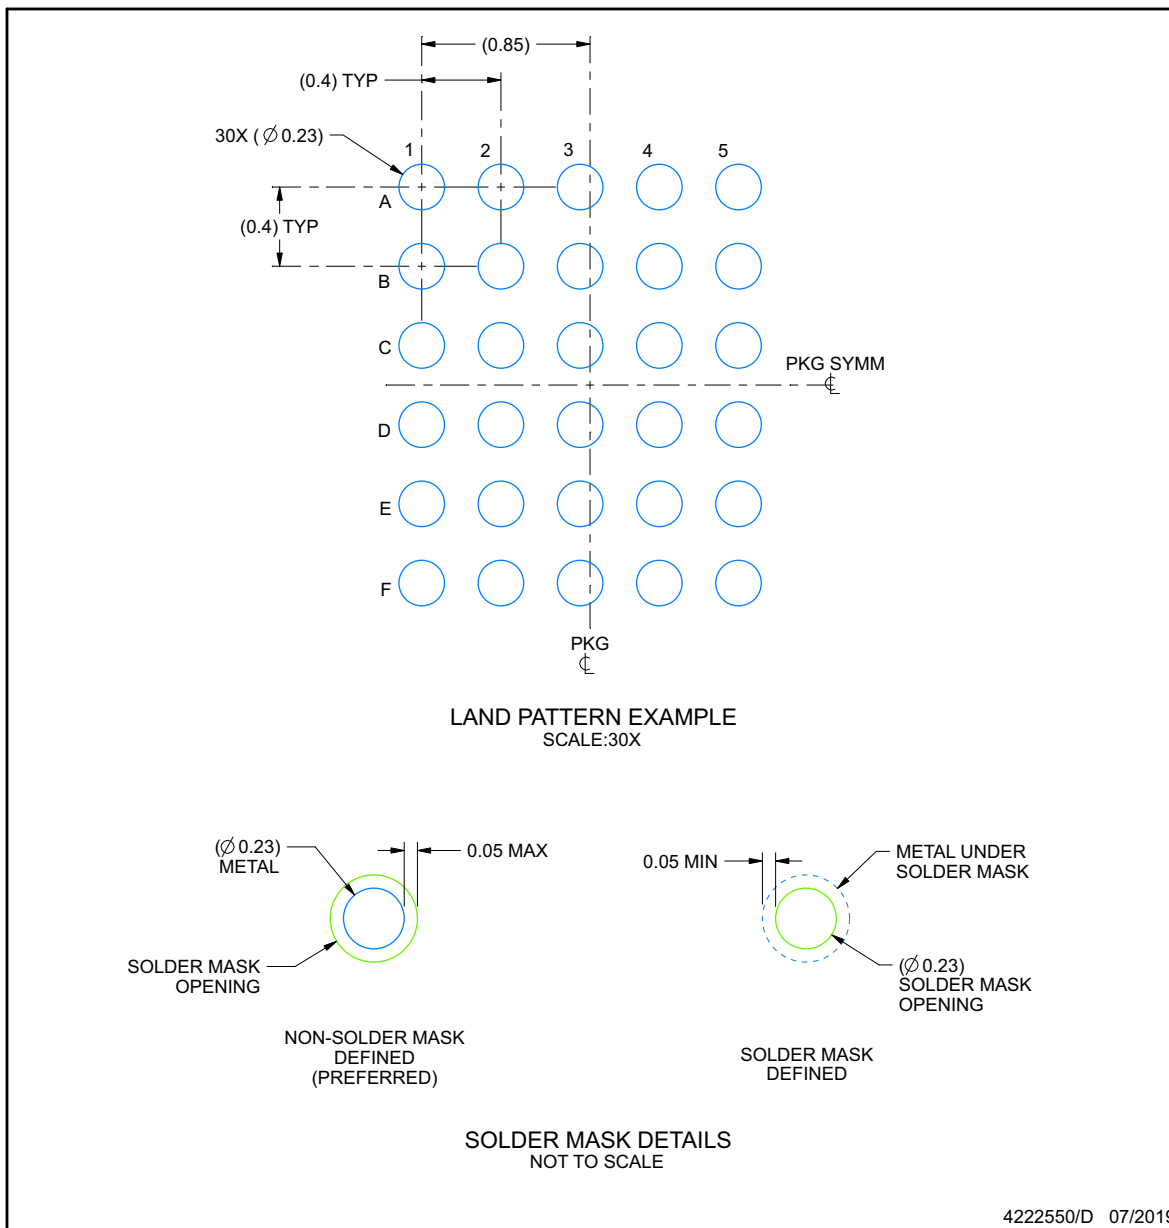 (0.85)
(0.4) TYP
30X (∅ 0.23)
1 2 3 4 5
A
(0.4) TYP
B
C
PKG SYMM
℄
D
E
F
PKG
℄
LAND PATTERN EXAMPLE
SCALE:30X
(∅ 0.23)
METAL
0.05 MAX
SOLDER MASK
OPENING
NON-SOLDER MASK
DEFINED
(PREFERRED)
0.05 MIN
METAL UNDER
SOLDER MASK
(∅ 0.23)
SOLDER MASK
OPENING
SOLDER MASK
DEFINED
SOLDER MASK DETAILS
NOT TO SCALE
4222550/D 07/2019